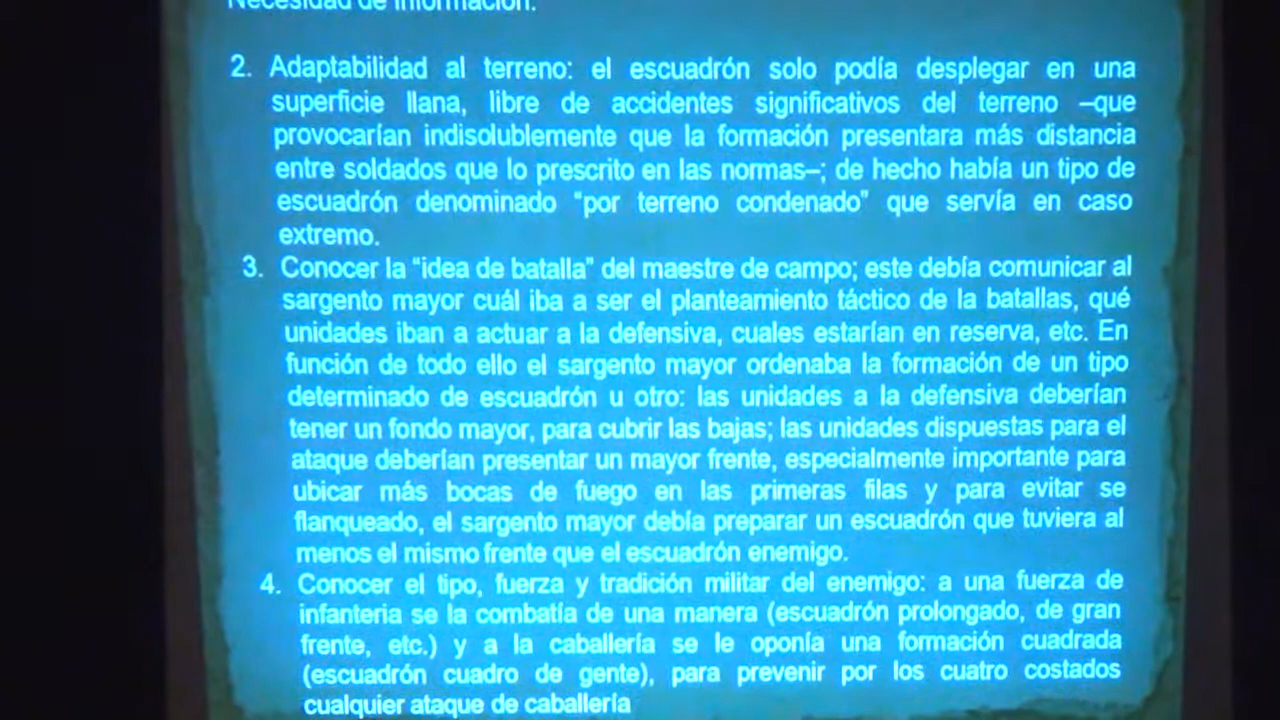 Necesidad de información:
2. Adaptabilidad al terreno: el escuadrón solo podía desplegar en una
superficie llana, libre de accidentes significativos del terreno –que
provocarían indisolublemente que la formación presentara más distancia
entre soldados que lo prescrito en las normas–; de hecho había un tipo de
escuadrón denominado “por terreno condenado” que servía en caso
extremo.
3. Conocer la “idea de batalla” del maestre de campo; este debía comunicar al
sargento mayor cuál iba a ser el planteamiento táctico de la batallas, qué
unidades iban a actuar a la defensiva, cuales estarían en reserva, etc. En
función de todo ello el sargento mayor ordenaba la formación de un tipo
determinado de escuadrón u otro: las unidades a la defensiva deberían
tener un fondo mayor, para cubrir las bajas; las unidades dispuestas para el
ataque deberían presentar un mayor frente, especialmente importante para
ubicar más bocas de fuego en las primeras filas y para evitar se
flanqueado, el sargento mayor debía preparar un escuadrón que tuviera al
menos el mismo frente que el escuadrón enemigo.
4. Conocer el tipo, fuerza y tradición militar del enemigo: a una fuerza de
infanteria se la combatía de una manera (escuadrón prolongado, de gran
frente, etc.) y a la caballería se le oponía una formación cuadrada
(escuadrón cuadro de gente), para prevenir por los cuatro costados
cualquier ataque de caballería